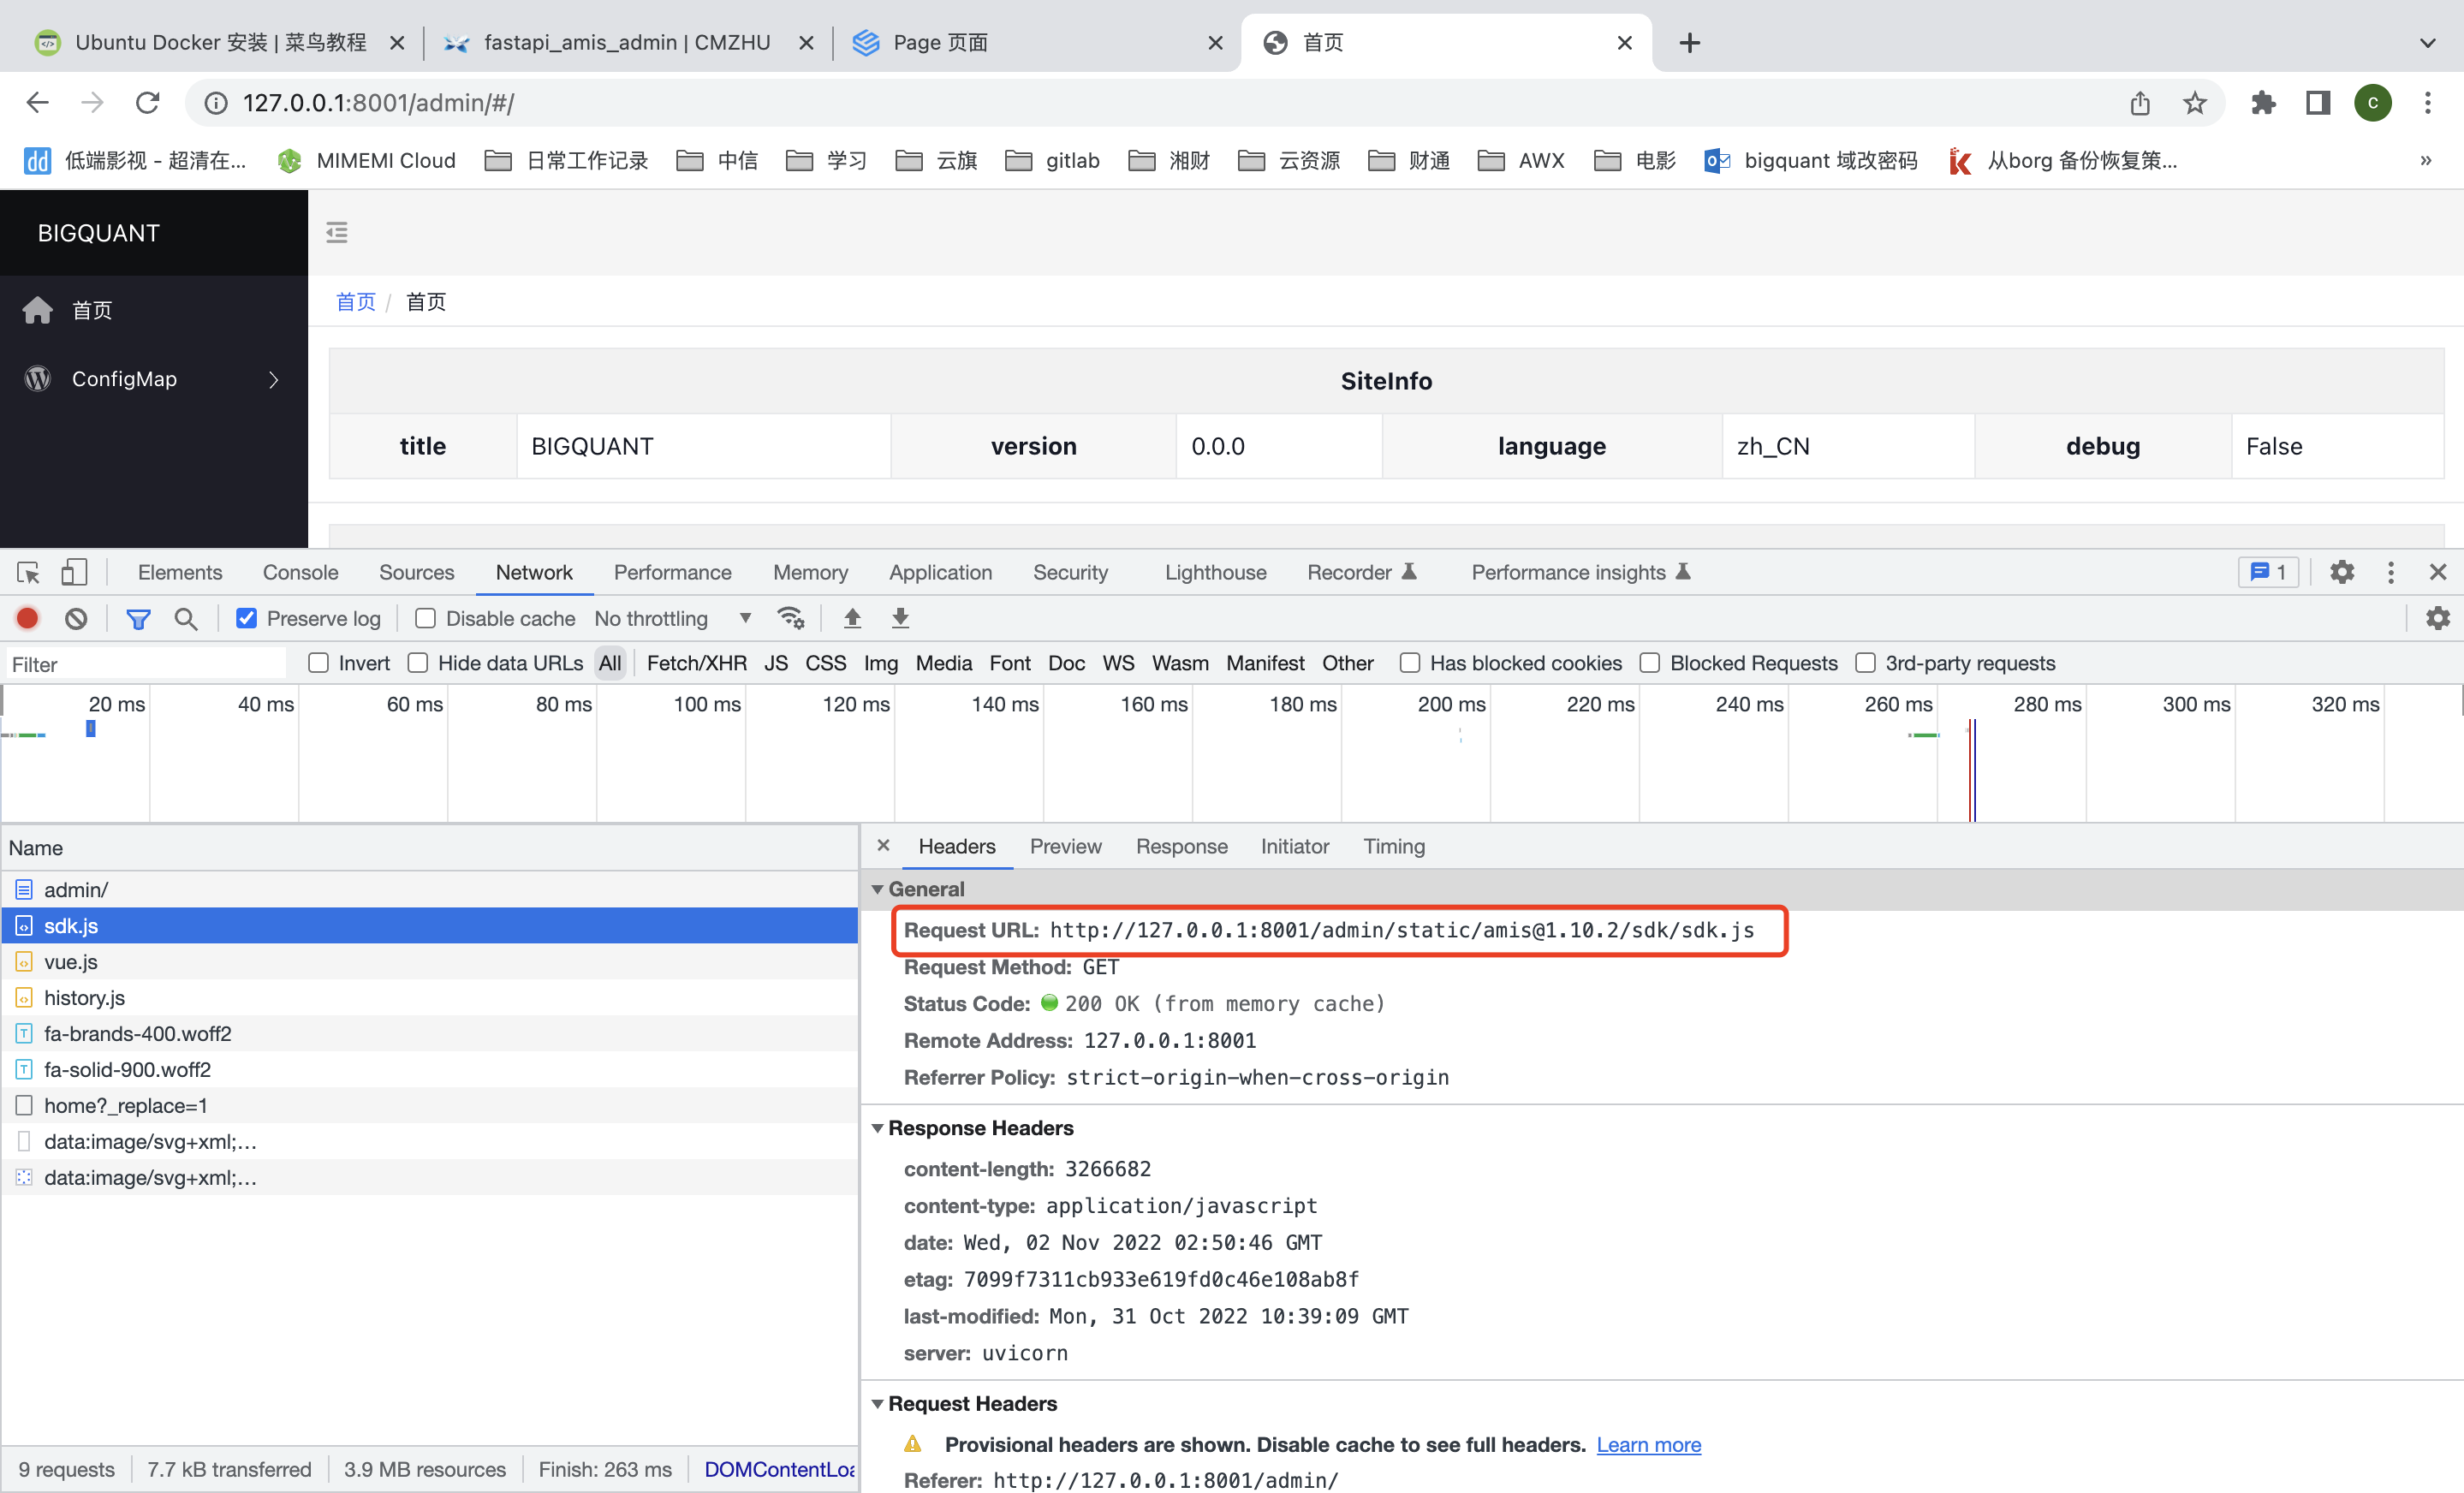 Ubuntu Docker 安装 | 菜鸟教程
fastapi_amis_admin | CMZHU
Page 页面
首页
127.0.0.1:8001/admin/#/
C
低端影视 - 超清在...
MIMEMI Cloud
日常工作记录
中信
学习
云旗
gitlab
湘财
云资源
财通
AWX
电影
bigquant 域改密码
从borg 备份恢复策...
»
BIGQUANT
首页
ConfigMap
首页 / 首页
SiteInfo
title BIGQUANT version 0.0.0 language zh_CN debug False
Elements Console Sources Network Performance Memory Application Security Lighthouse Recorder Performance insights 1
Preserve log Disable cache No throttling
Filter Invert Hide data URLs All Fetch/XHR JS CSS Img Media Font Doc WS Wasm Manifest Other Has blocked cookies Blocked Requests 3rd-party requests
20 ms 40 ms 60 ms 80 ms 100 ms 120 ms 140 ms 160 ms 180 ms 200 ms 220 ms 240 ms 260 ms 280 ms 300 ms 320 ms
Name
admin/
sdk.js
vue.js
history.js
fa-brands-400.woff2
fa-solid-900.woff2
home?_replace=1
data:image/svg+xml;...
data:image/svg+xml;...
9 requests 7.7 kB transferred 3.9 MB resources Finish: 263 ms DOMContentLoa
Headers Preview Response Initiator Timing
General
Request URL: http://127.0.0.1:8001/admin/static/amis@1.10.2/sdk/sdk.js
Request Method: GET
Status Code: 200 OK (from memory cache)
Remote Address: 127.0.0.1:8001
Referrer Policy: strict-origin-when-cross-origin
Response Headers
content-length: 3266682
content-type: application/javascript
date: Wed, 02 Nov 2022 02:50:46 GMT
etag: 7099f7311cb933e619fd0c46e108ab8f
last-modified: Mon, 31 Oct 2022 10:39:09 GMT
server: uvicorn
Request Headers
Provisional headers are shown. Disable cache to see full headers. Learn more
Referer: http://127.0.0.1:8001/admin/